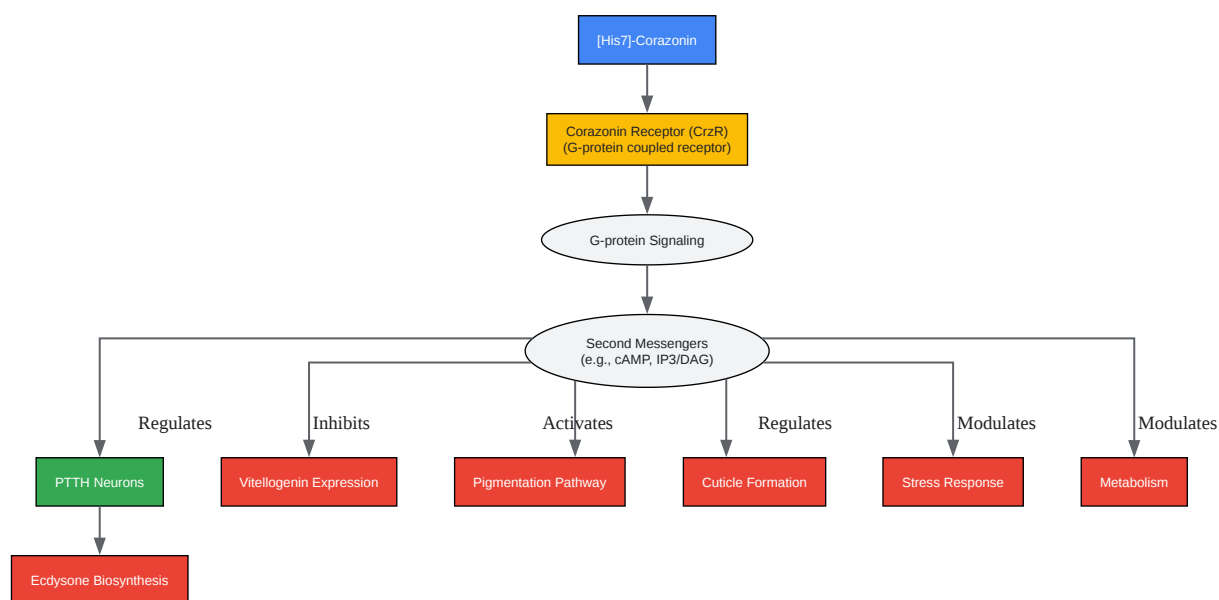 [His7]-Corazonin
Corazonin Receptor (CrzR)
(G-protein coupled receptor)
G-protein Signaling
Second Messengers
(e.g., cAMP, IP3/DAG)
Regulates
Inhibits
Activates
Regulates
Modulates
Modulates
PTTH Neurons
Vitellogenin Expression
Pigmentation Pathway
Cuticle Formation
Stress Response
Metabolism
Ecdysone Biosynthesis